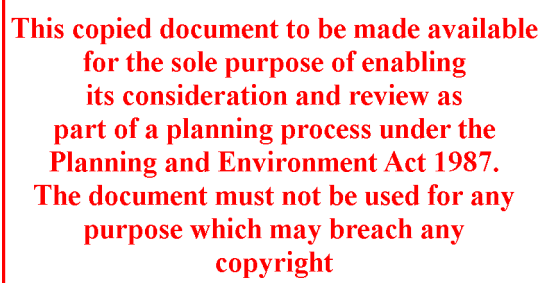 This copied document to be made available
for the sole purpose of enabling
its consideration and review as
part of a planning process under the
Planning and Environment Act 1987.
The document must not be used for any
purpose which may breach any
copyright